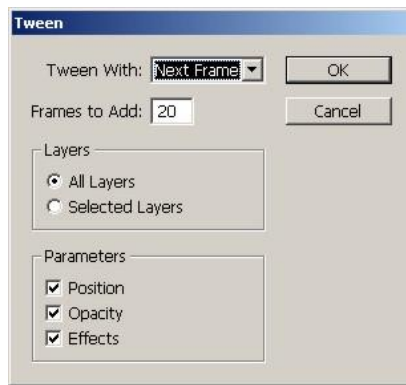 Tween
Tween With: Next Frame OK
Frames to Add: 20 Cancel
Layers
All Layers
Selected Layers
Parameters
Position
Opacity
Effects